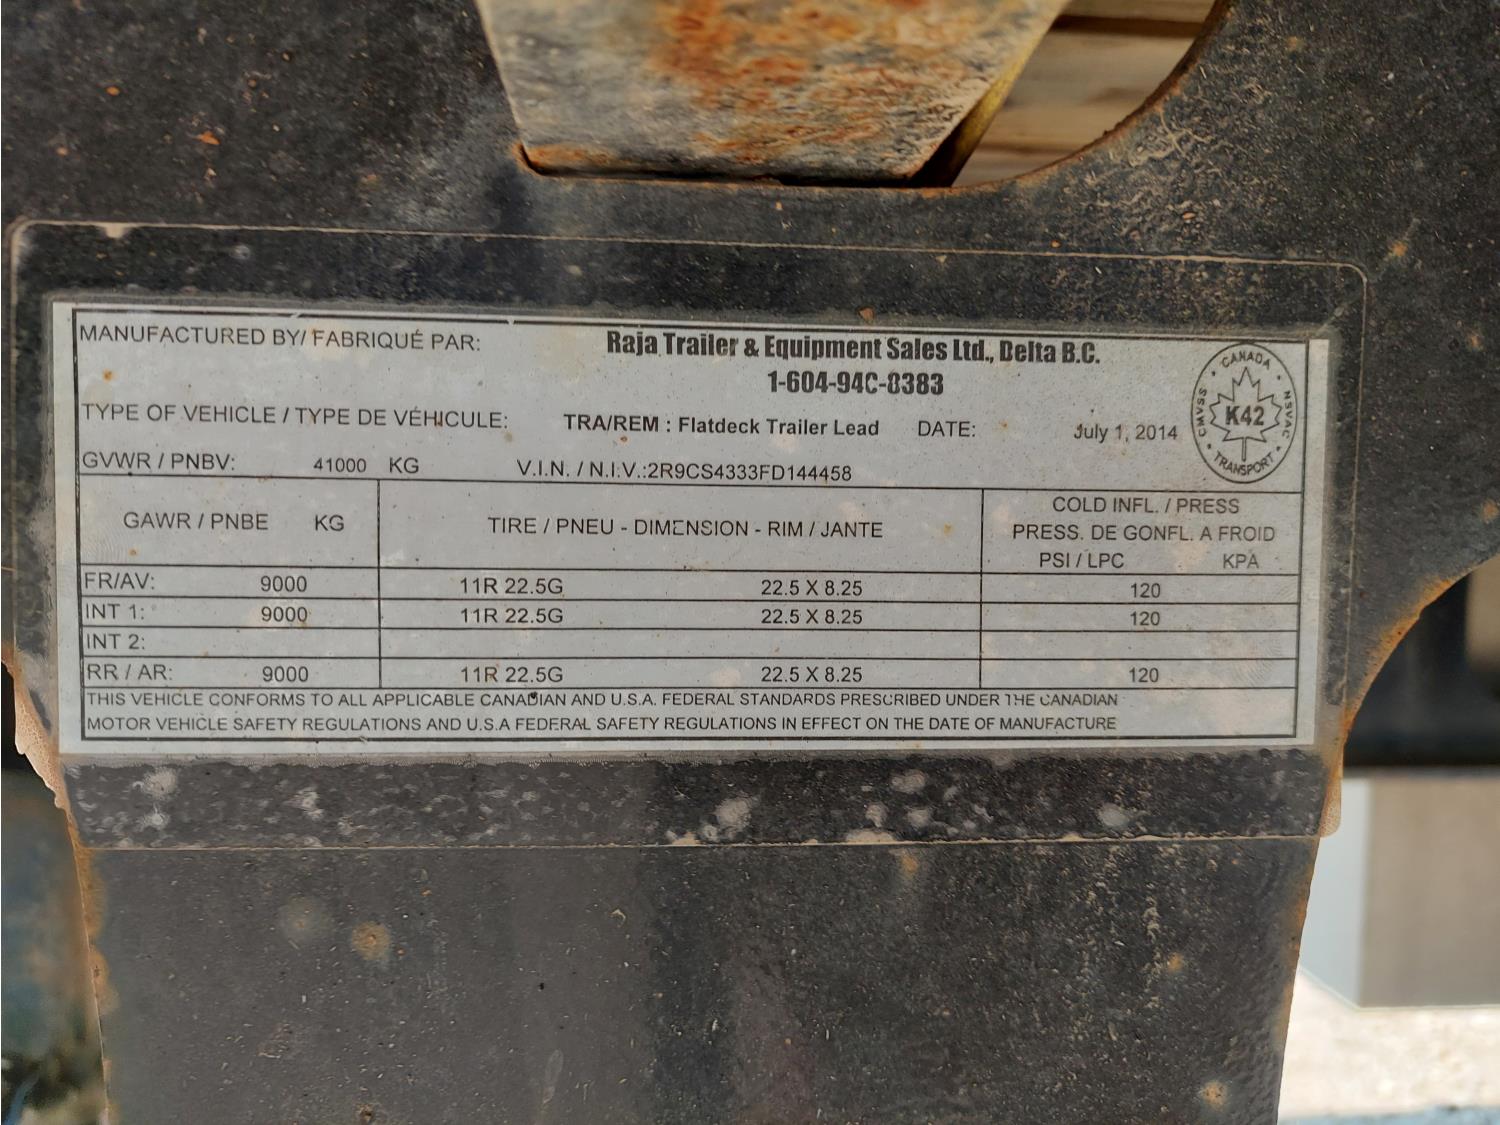 MANUFACTURED BY/ FABRIQUÉ PAR: Raja Trailer & Equipment Sales Ltd., Delta B.C.
1-604-94C-8383
TYPE OF VEHICLE / TYPE DE VÉHICULE: TRA/REM : Flatdeck Trailer Lead DATE: July 1, 2014
GVWR / PNBV: 41000 KG V.I.N. / N.I.V.:2R9CS4333FD144458
CANADA
CMVSS K42 NSVAC
TRANSPORT
GAWR / PNBE KG TIRE / PNEU - DIMENSION - RIM / JANTE COLD INFL. / PRESS
PRESS. DE GONFL. A FROID
PSI / LPC KPA
FR/AV: 9000 11R 22.5G 22.5 X 8.25 120
INT 1: 9000 11R 22.5G 22.5 X 8.25 120
INT 2:
RR / AR: 9000 11R 22.5G 22.5 X 8.25 120
THIS VEHICLE CONFORMS TO ALL APPLICABLE CANADIAN AND U.S.A. FEDERAL STANDARDS PRESCRIBED UNDER THE CANADIAN
MOTOR VEHICLE SAFETY REGULATIONS AND U.S.A FEDERAL SAFETY REGULATIONS IN EFFECT ON THE DATE OF MANUFACTURE